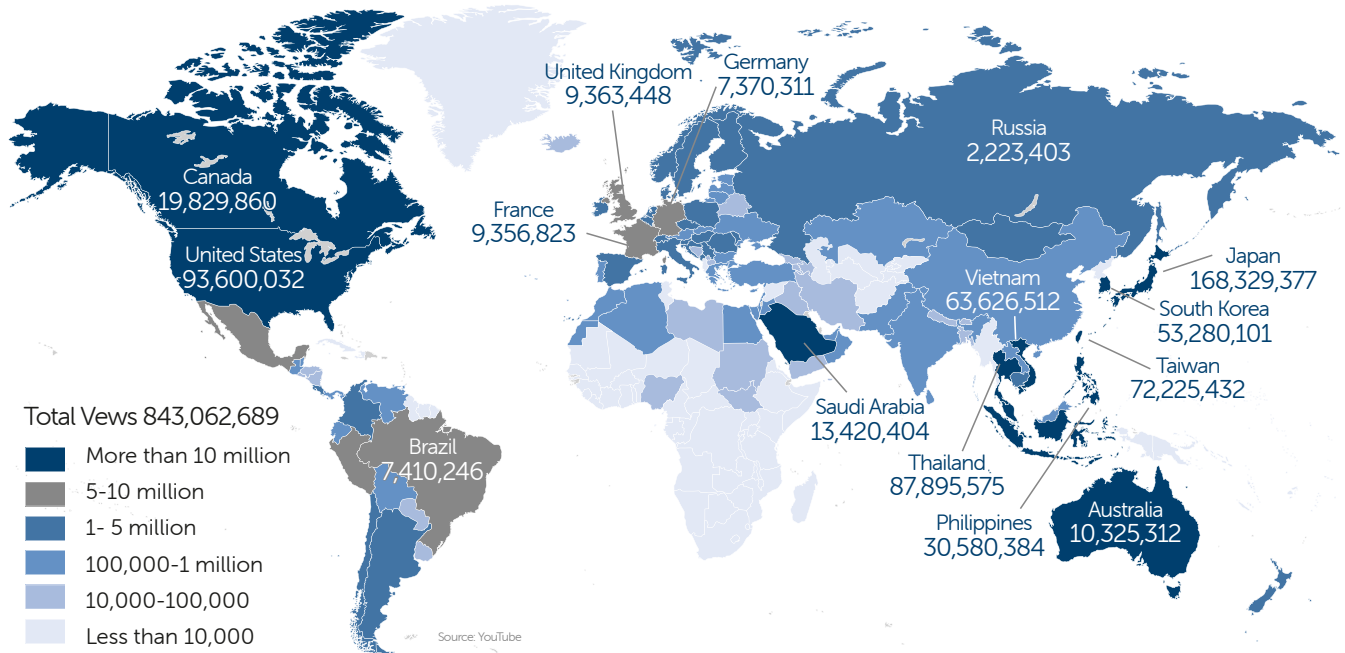 United Kingdom
9,363,448
Germany
7,370,311
Russia
2,223,403
Canada
19,829,860
France
9,356,823
United States
93,600,032
Vietnam
63,626,512
Japan
168,329,377
South Korea
53,280,101
Taiwan
72,225,432
Saudi Arabia
13,420,404
Thailand
87,895,575
Philippines
30,580,384
Australia
10,325,312
Brazil
7,410,246
Total Vews 843,062,689
More than 10 million
5-10 million
1- 5 million
100,000-1 million
10,000-100,000
Less than 10,000
Source: YouTube